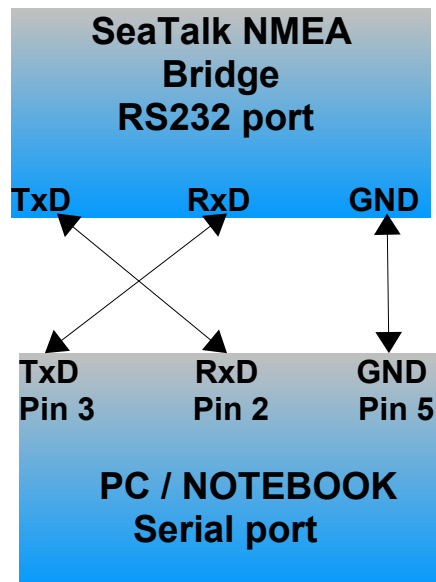 SeaTalk NMEA
Bridge
RS232 port
TxD RxD GND
TxD RxD GND
Pin 3 Pin 2 Pin 5
PC / NOTEBOOK
Serial port